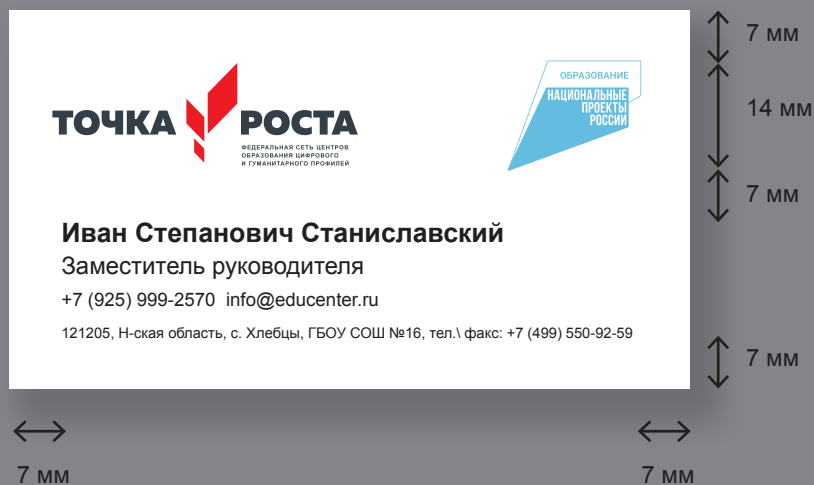 ТОЧКА РОСТА
ФЕДЕРАЛЬНАЯ СЕТЬ ЦЕНТРОВ
ОБРАЗОВАНИЯ ЦИФРОВОГО
И ГУМАНИТАРНОГО ПРОФИЛЕЙ
ОБРАЗОВАНИЕ
НАЦИОНАЛЬНЫЕ
ПРОЕКТЫ
РОССИИ
Иван Степанович Станиславский
Заместитель руководителя
+7 (925) 999-2570 info@educenter.ru
121205, Н-ская область, с. Хлебцы, ГБОУ СОШ №16, тел.\ факс: +7 (499) 550-92-59
7 мм
14 мм
7 мм
7 мм
7 мм
7 мм